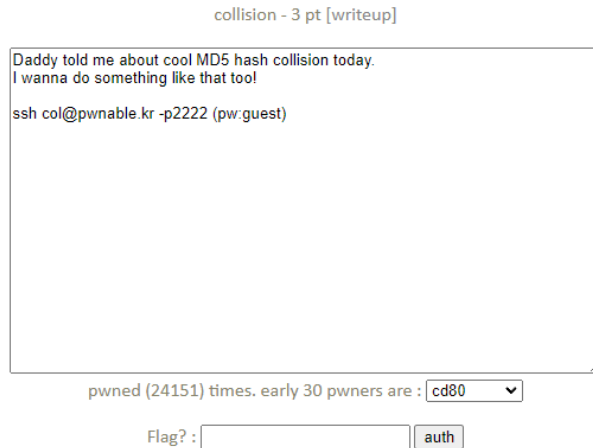 collision - 3 pt [writeup]
Daddy told me about cool MD5 hash collision today.
I wanna do something like that too!
ssh col@pwnable.kr -p2222 (pw:guest)
pwned (24151) times. early 30 pwners are : cd80
Flag? : auth